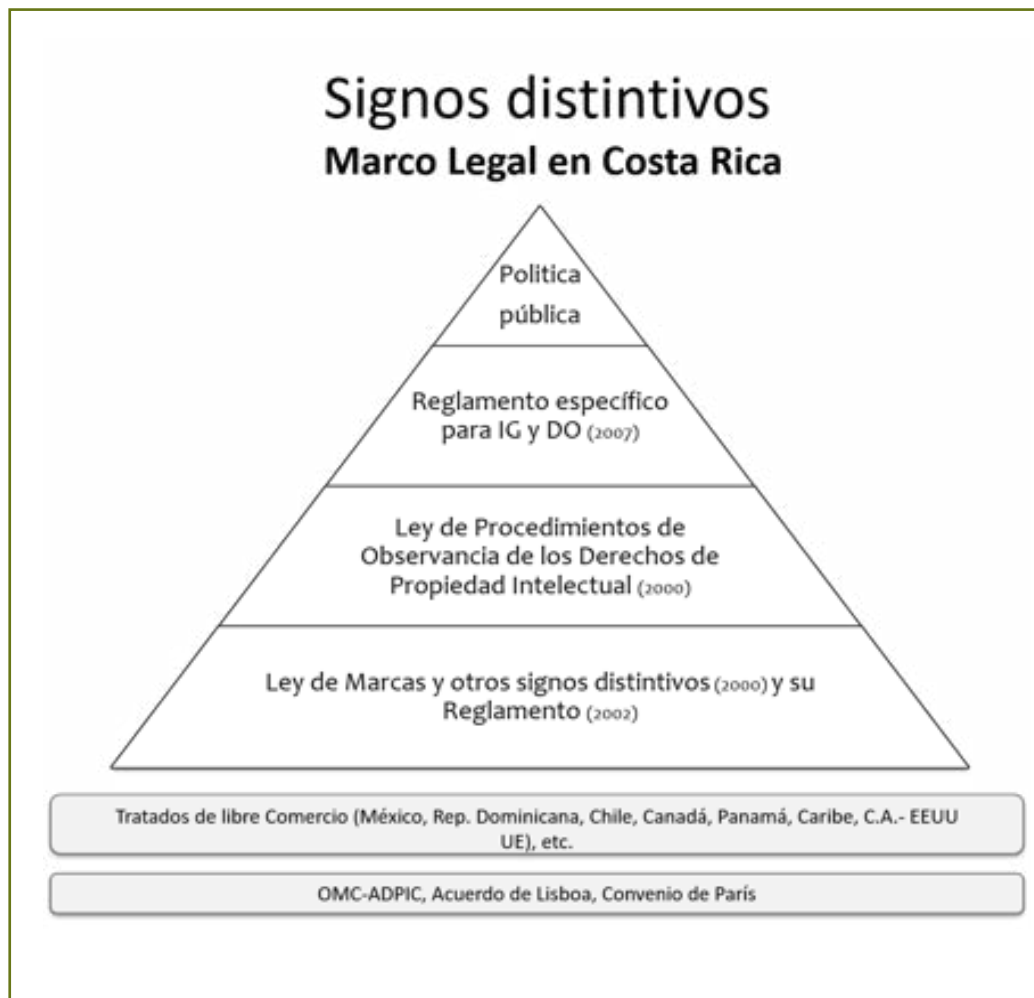 Signos distintivos
Marco Legal en Costa Rica
Politica
pública
Reglamento específico
para IG y DO (2007)
Ley de Procedimientos de
Observancia de los Derechos de
Propiedad Intelectual (2000)
Ley de Marcas y otros signos distintivos (2000) y su
Reglamento (2002)
Tratados de libre Comercio (México, Rep. Dominicana, Chile, Canadá, Panamá, Caribe, C.A.- EEUU
UE), etc.
OMC-ADPIC, Acuerdo de Lisboa, Convenio de París